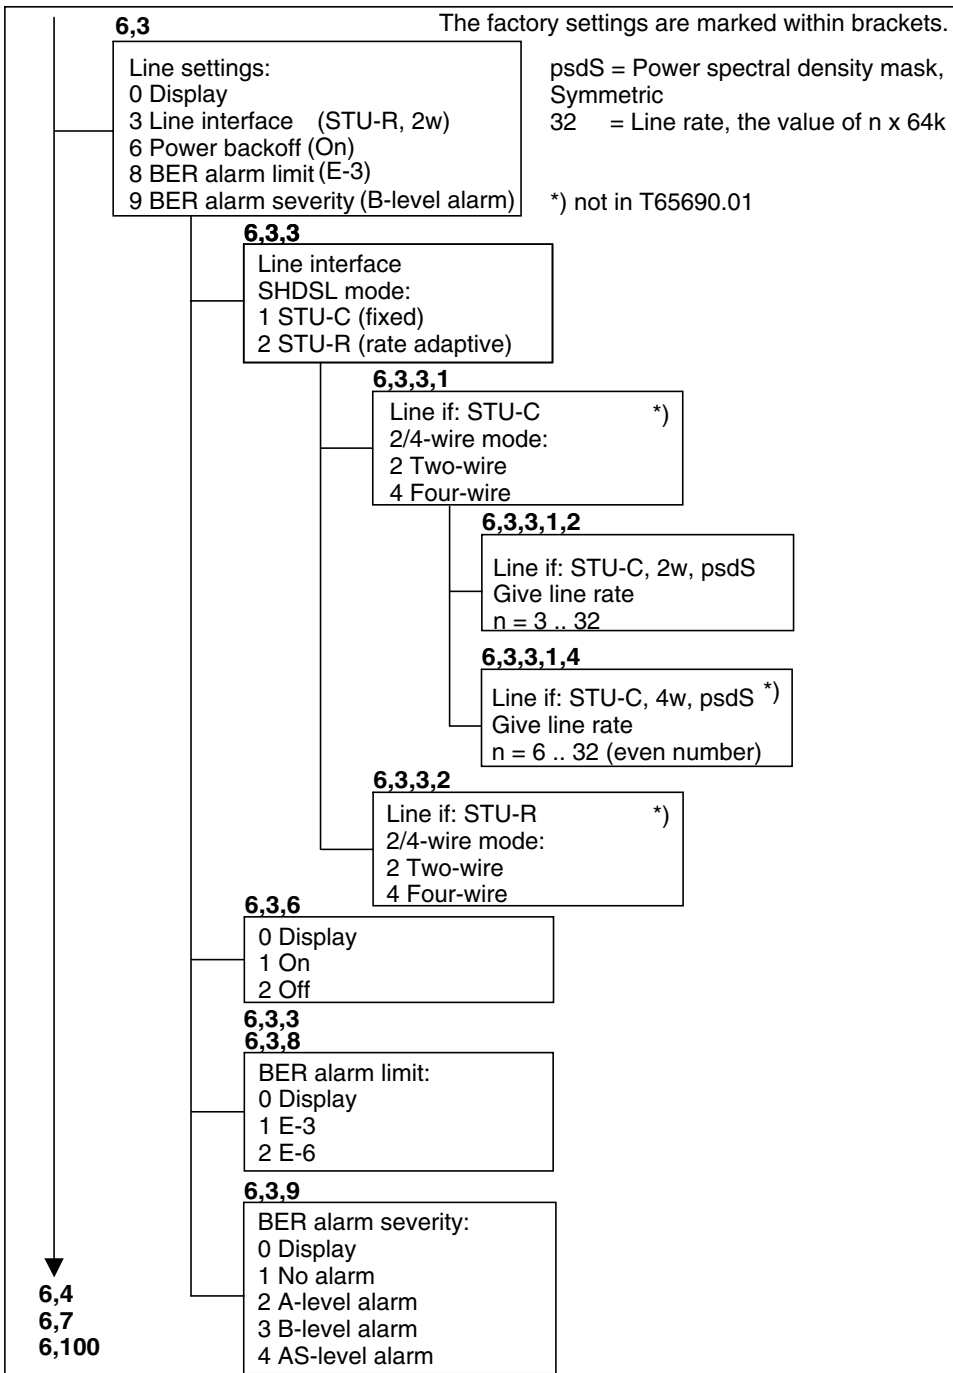 6,3
The factory settings are marked within brackets.
Line settings:
0 Display
3 Line interface (STU-R, 2w)
6 Power backoff (On)
8 BER alarm limit (E-3)
9 BER alarm severity (B-level alarm)
psdS = Power spectral density mask,
Symmetric
32 = Line rate, the value of n x 64k
*) not in T65690.01
6,3,3
Line interface
SHDSL mode:
1 STU-C (fixed)
2 STU-R (rate adaptive)
6,3,3,1
Line if: STU-C *)
2/4-wire mode:
2 Two-wire
4 Four-wire
6,3,3,1,2
Line if: STU-C, 2w, psdS
Give line rate
n = 3 .. 32
6,3,3,1,4
Line if: STU-C, 4w, psdS *)
Give line rate
n = 6 .. 32 (even number)
6,3,3,2
Line if: STU-R *)
2/4-wire mode:
2 Two-wire
4 Four-wire
6,3,6
0 Display
1 On
2 Off
6,3,3
6,3,8
BER alarm limit:
0 Display
1 E-3
2 E-6
6,3,9
BER alarm severity:
0 Display
1 No alarm
2 A-level alarm
3 B-level alarm
4 AS-level alarm
6,4
6,7
6,100